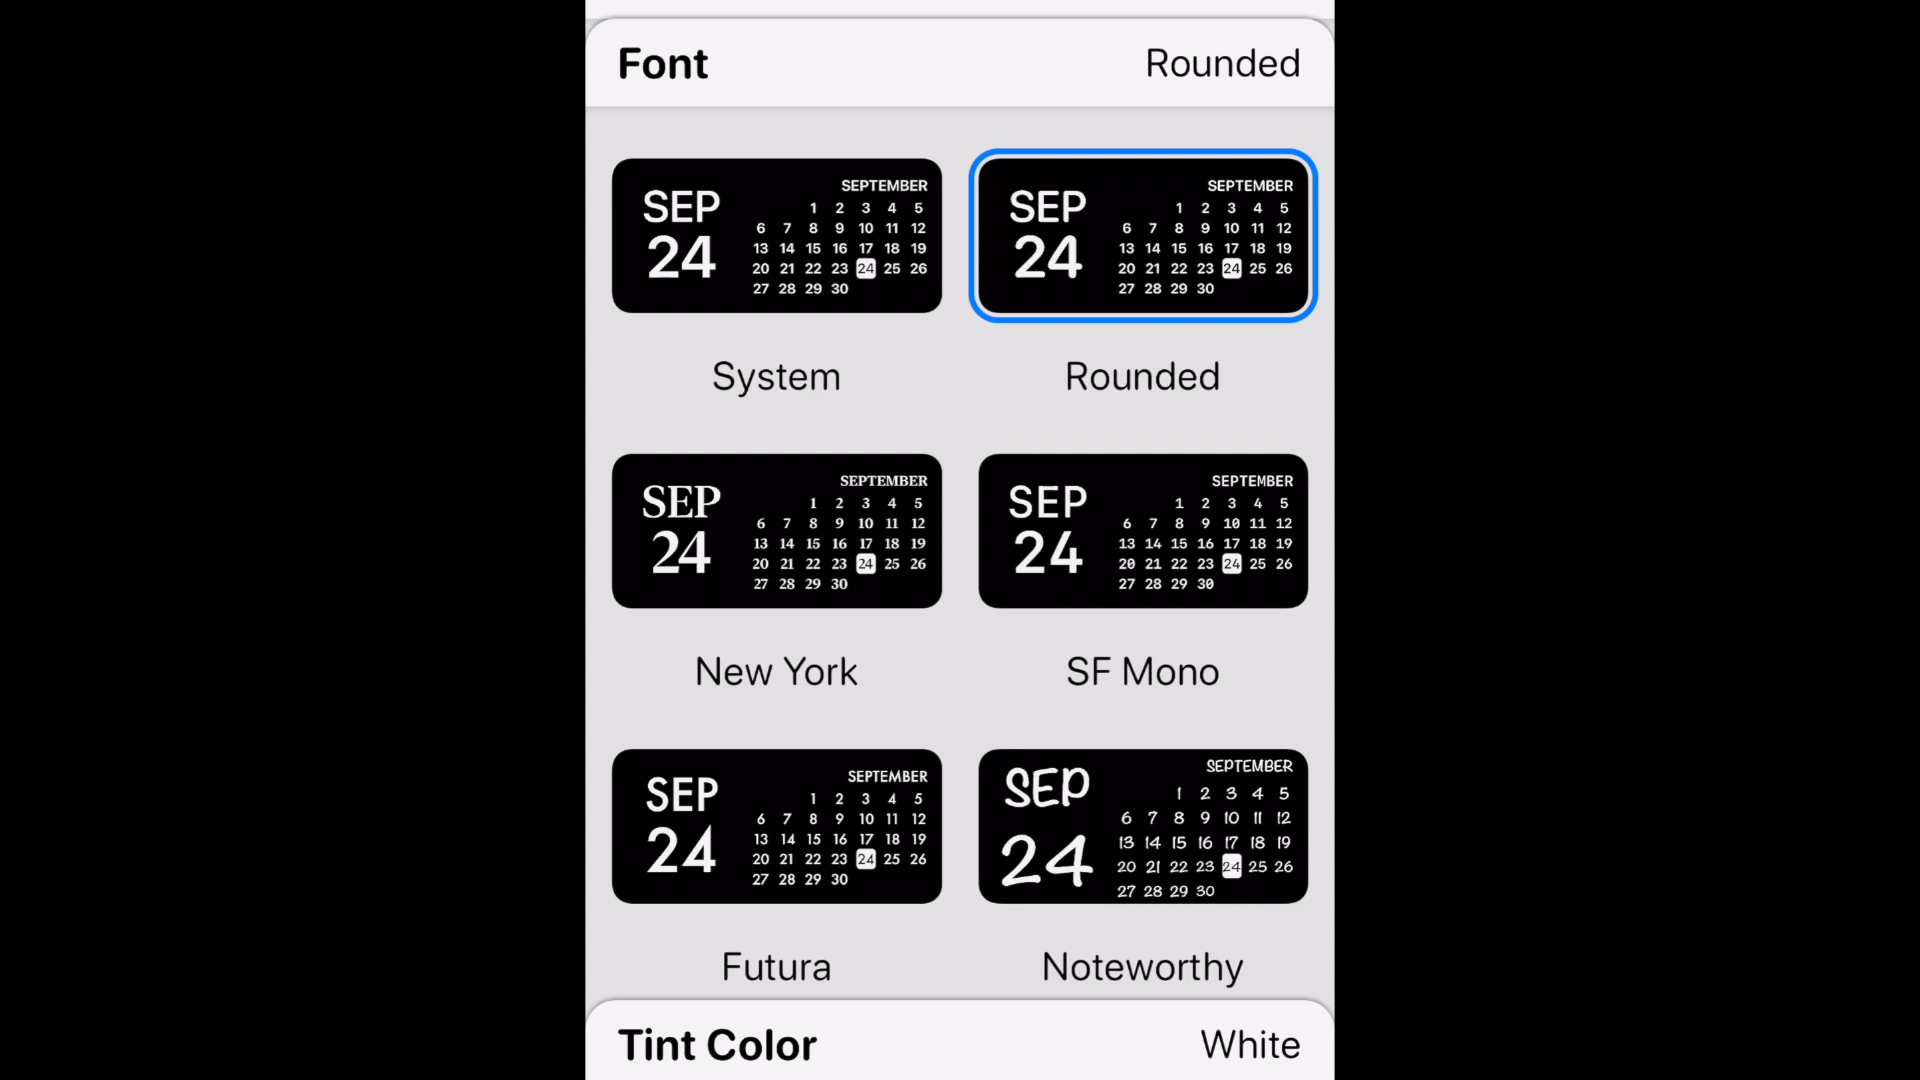 Font Rounded
SEP
24
SEPTEMBER
1 2 3 4 5
6 7 8 9 10 11 12
13 14 15 16 17 18 19
20 21 22 23 24 25 26
27 28 29 30
SEP
24
SEPTEMBER
1 2 3 4 5
6 7 8 9 10 11 12
13 14 15 16 17 18 19
20 21 22 23 24 25 26
27 28 29 30
System
Rounded
SEP
24
SEPTEMBER
1 2 3 4 5
6 7 8 9 10 11 12
13 14 15 16 17 18 19
20 21 22 23 24 25 26
27 28 29 30
SEP
24
SEPTEMBER
1 2 3 4 5
6 7 8 9 10 11 12
13 14 15 16 17 18 19
20 21 22 23 24 25 26
27 28 29 30
New York
SF Mono
SEP
24
SEPTEMBER
1 2 3 4 5
6 7 8 9 10 11 12
13 14 15 16 17 18 19
20 21 22 23 24 25 26
27 28 29 30
SEP
24
SEPTEMBER
1 2 3 4 5
6 7 8 9 10 11 12
13 14 15 16 17 18 19
20 21 22 23 24 25 26
27 28 29 30
Futura
Noteworthy
Tint Color White